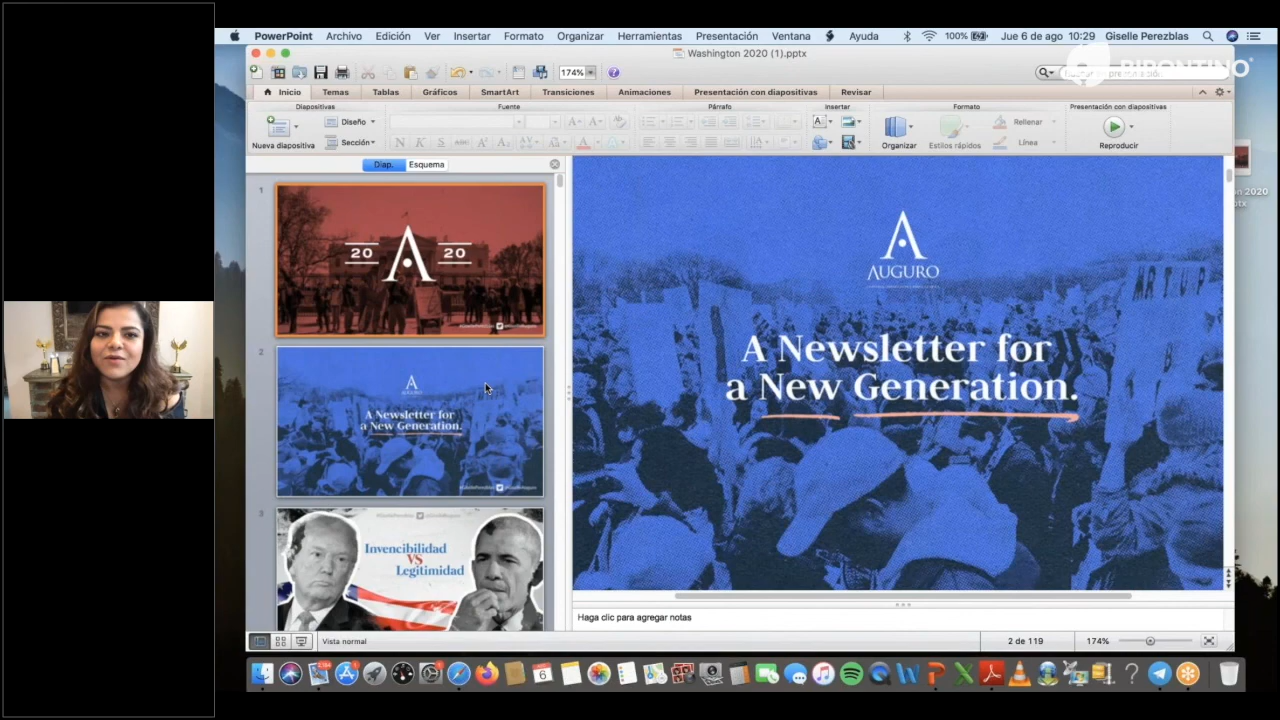 PowerPoint Archivo Edición Ver Insertar Formato Organizar Herramientas Presentación Ventana Ayuda 100% Jue 6 de ago 10:29 Giselle Perezblas
Washington 2020 (1).pptx
174%
Inicio Temas Tablas Gráficos SmartArt Transiciones Animaciones Presentación con diapositivas Revisar
Diapositivas Fuente Párrafo Insertar Formato Presentación con diapositivas
Nueva diapositiva
Diseño
Sección
N K S
Organizar
Estilos rápidos
Rellenar
Línea
Reproducir
Diap. Esquema
1
20 A 20
2
AUGURO
A Newsletter for
a New Generation.
3
Invencibilidad
VS
Legitimidad
AUGURO
A Newsletter for
a New Generation.
Haga clic para agregar notas
Vista normal
2 de 119
174%